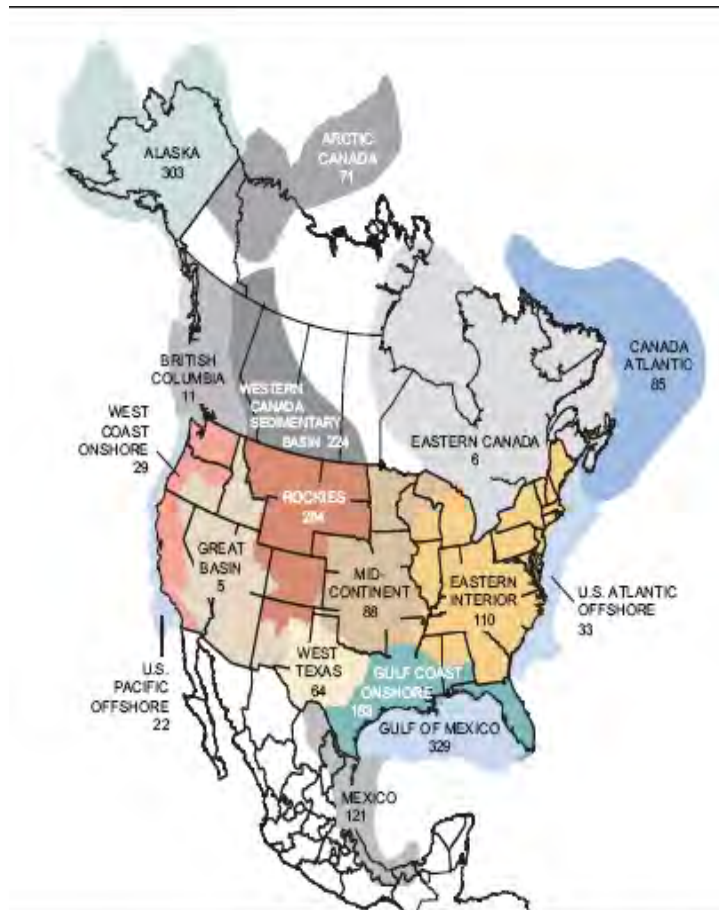 ALASKA
303
ARCTIC
CANADA
71
BRITISH
COLUMBIA
11
WESTERN
CANADA
SEDIMENTARY
BASIN 224
CANADA
ATLANTIC
85
WEST
COAST
ONSHORE
29
EASTERN CANADA
6
ROCKIES
284
GREAT
BASIN
5
MID-
CONTINENT
88
EASTERN
INTERIOR
110
U.S. ATLANTIC
OFFSHORE
33
U.S.
PACIFIC
OFFSHORE
22
WEST
TEXAS
64
GULF COAST
ONSHORE
163
GULF OF MEXICO
329
MEXICO
121